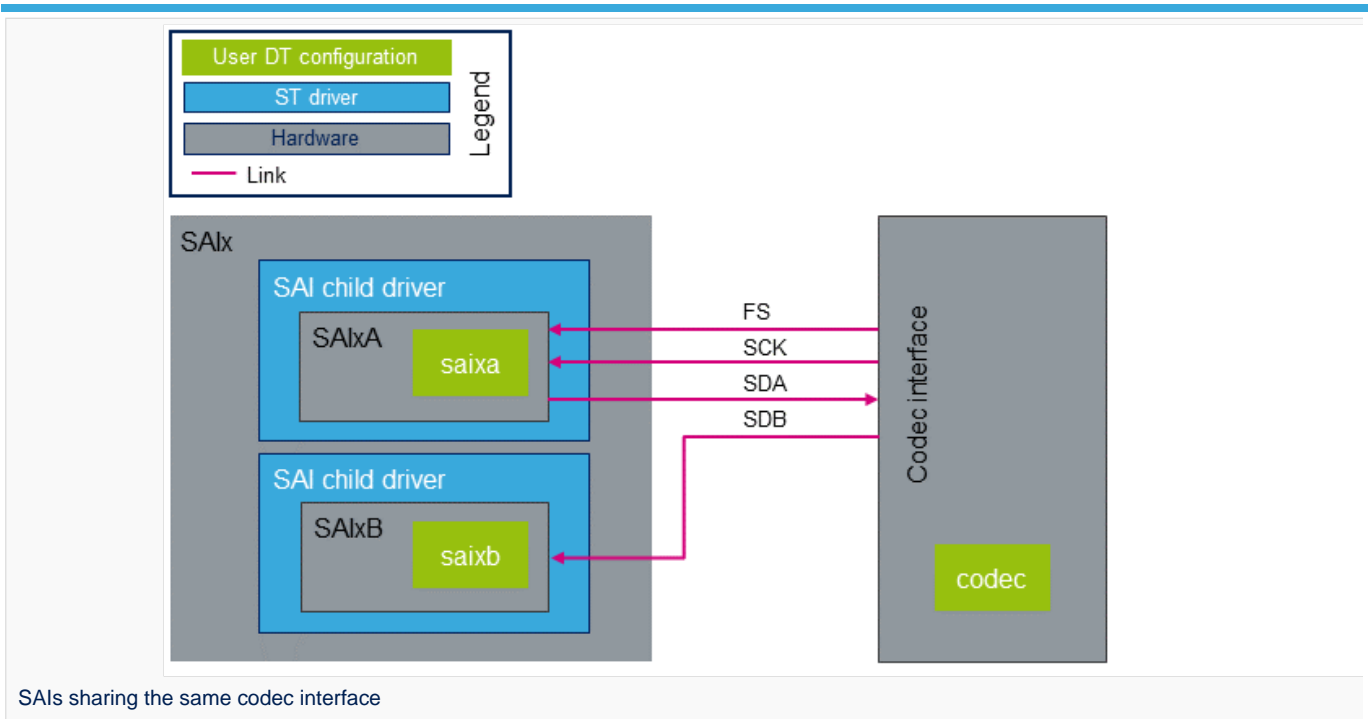 User DT configuration
ST driver
Hardware
Link
Legend
SAIx
SAI child driver
SAIxA
saixa
SAI child driver
SAIxB
saixb
FS
SCK
SDA
SDB
Codec interface
codec
SAIs sharing the same codec interface